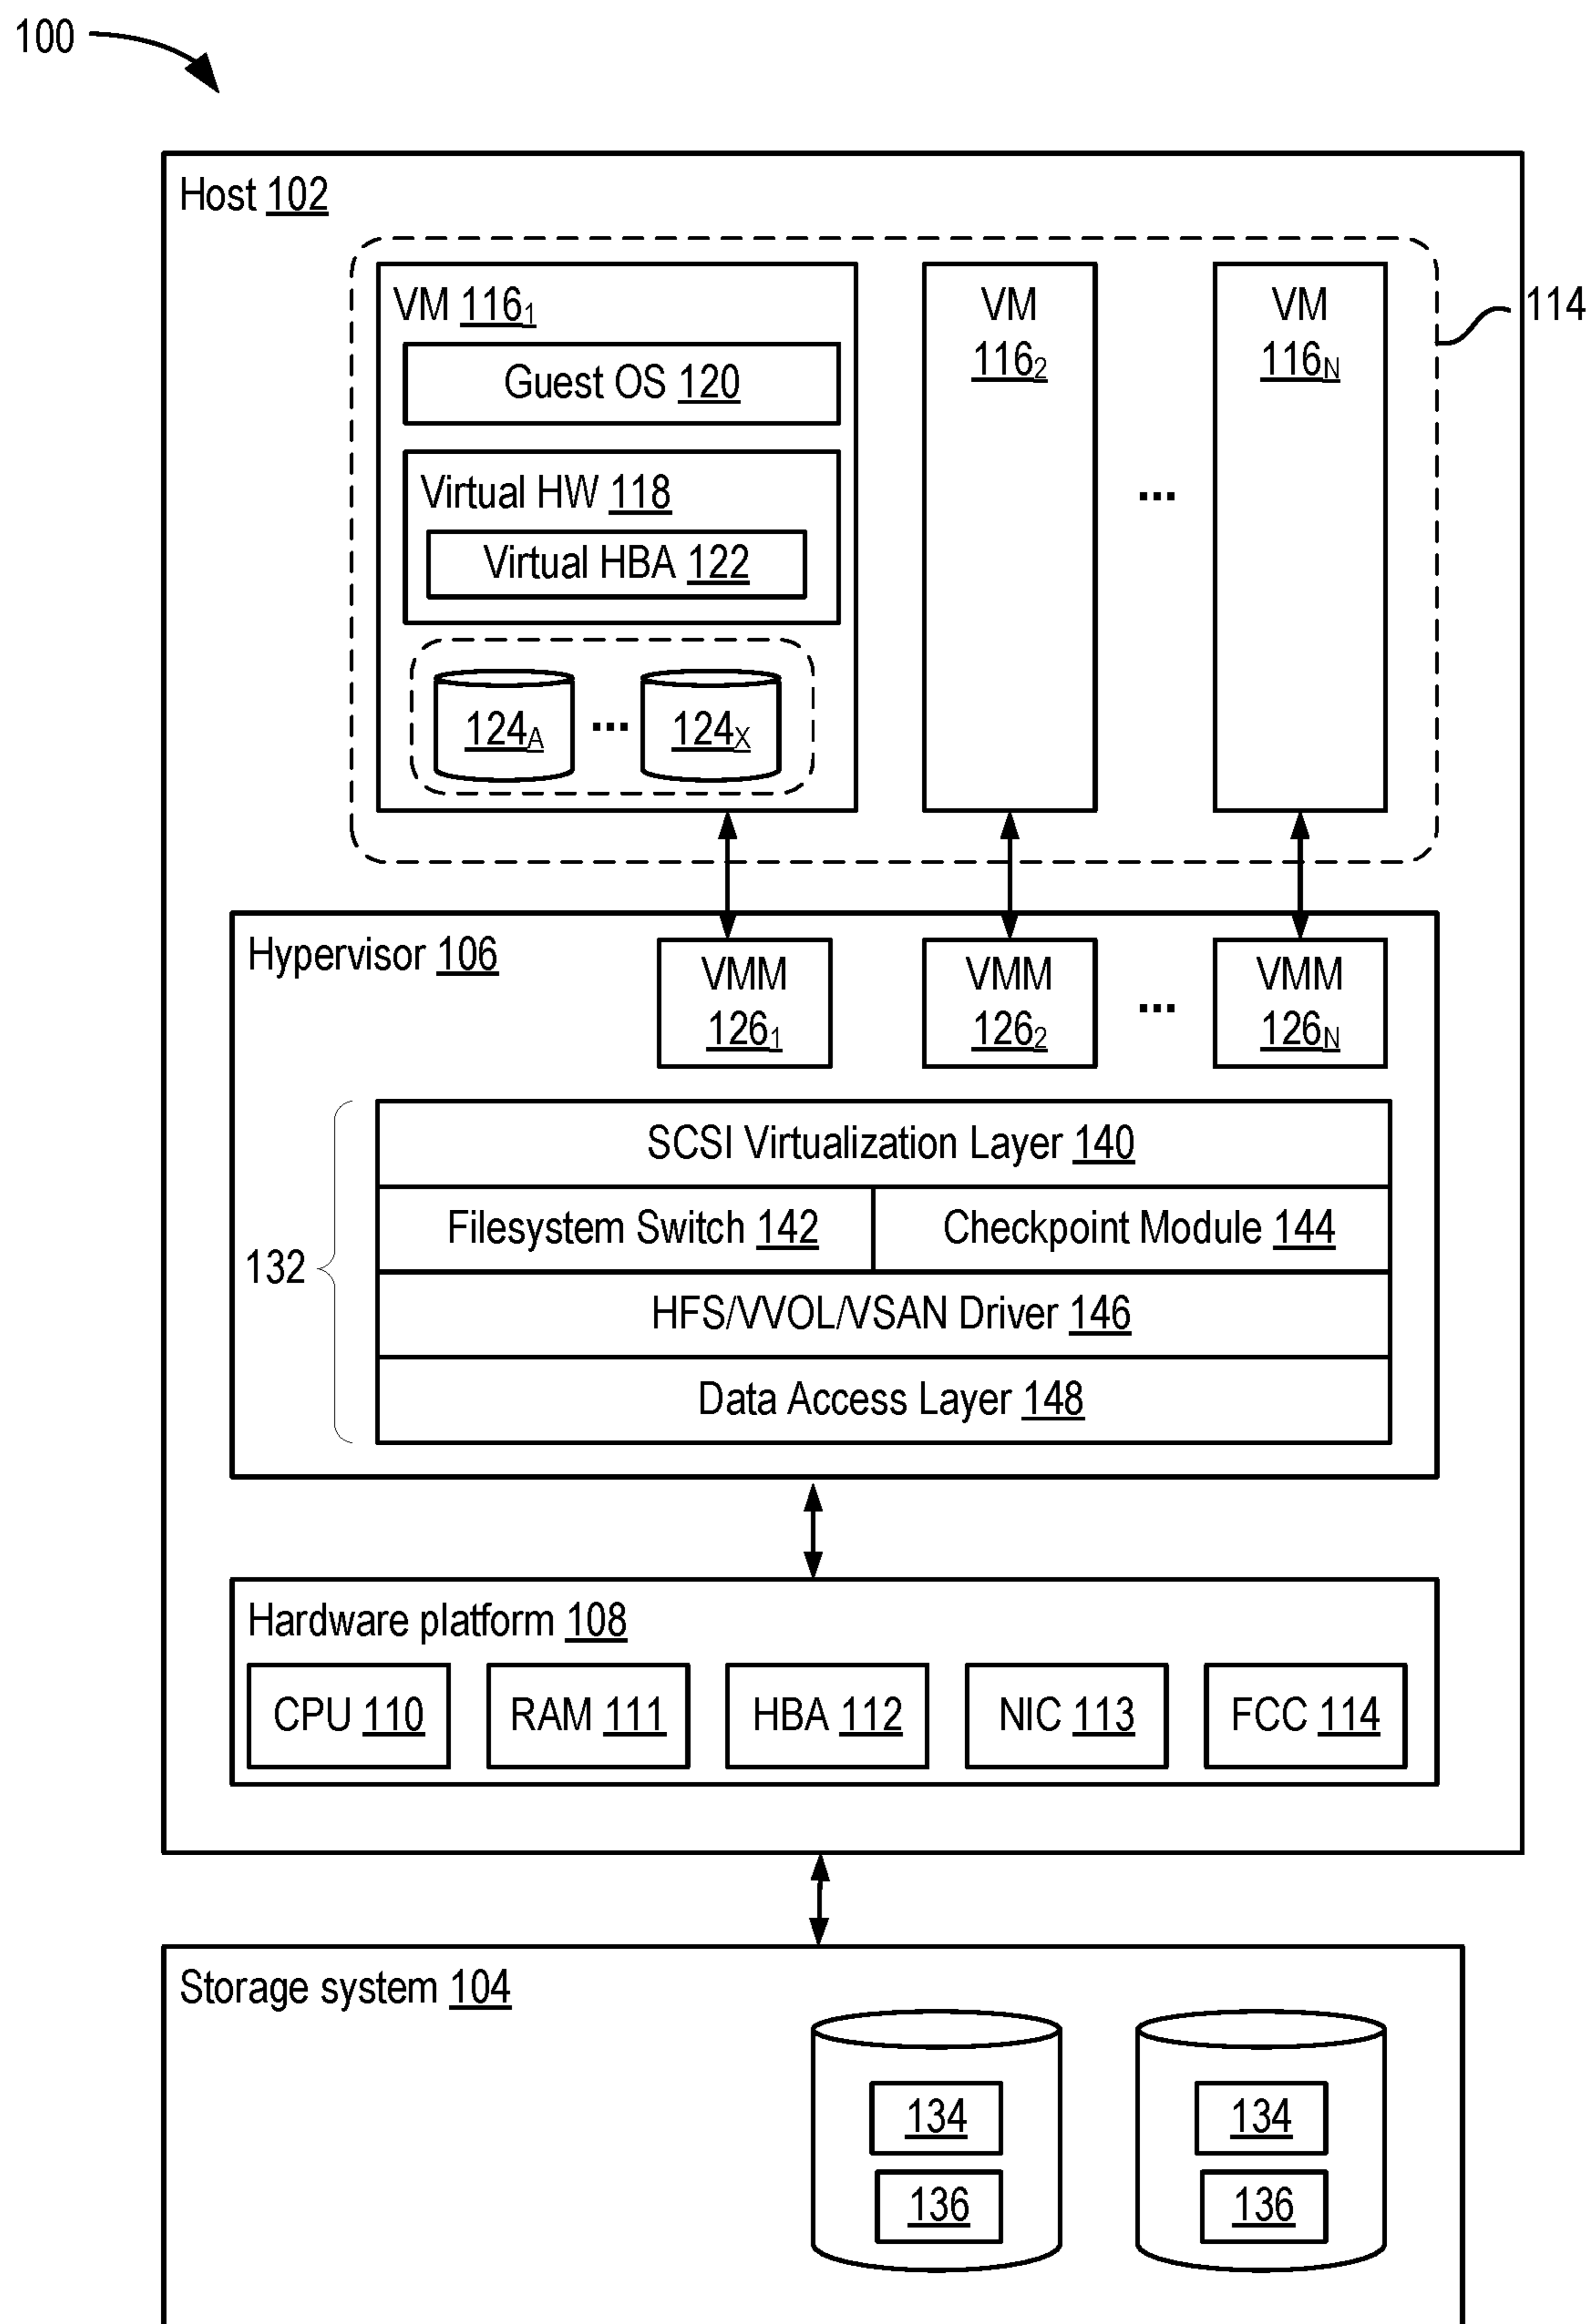 100
Host 102
114
VM 116₁
VM
116₂
VM
116ɴ
Guest OS 120
Virtual HW 118
...
Virtual HBA 122
124ᴀ ... 124x
Hypervisor 106
VMM
126₁
VMM
126₂
...
VMM
126ɴ
132
SCSI Virtualization Layer 140
Filesystem Switch 142
Checkpoint Module 144
HFS/VVOL/VSAN Driver 146
Data Access Layer 148
Hardware platform 108
CPU 110
RAM 111
HBA 112
NIC 113
FCC 114
Storage system 104
134
134
136
136